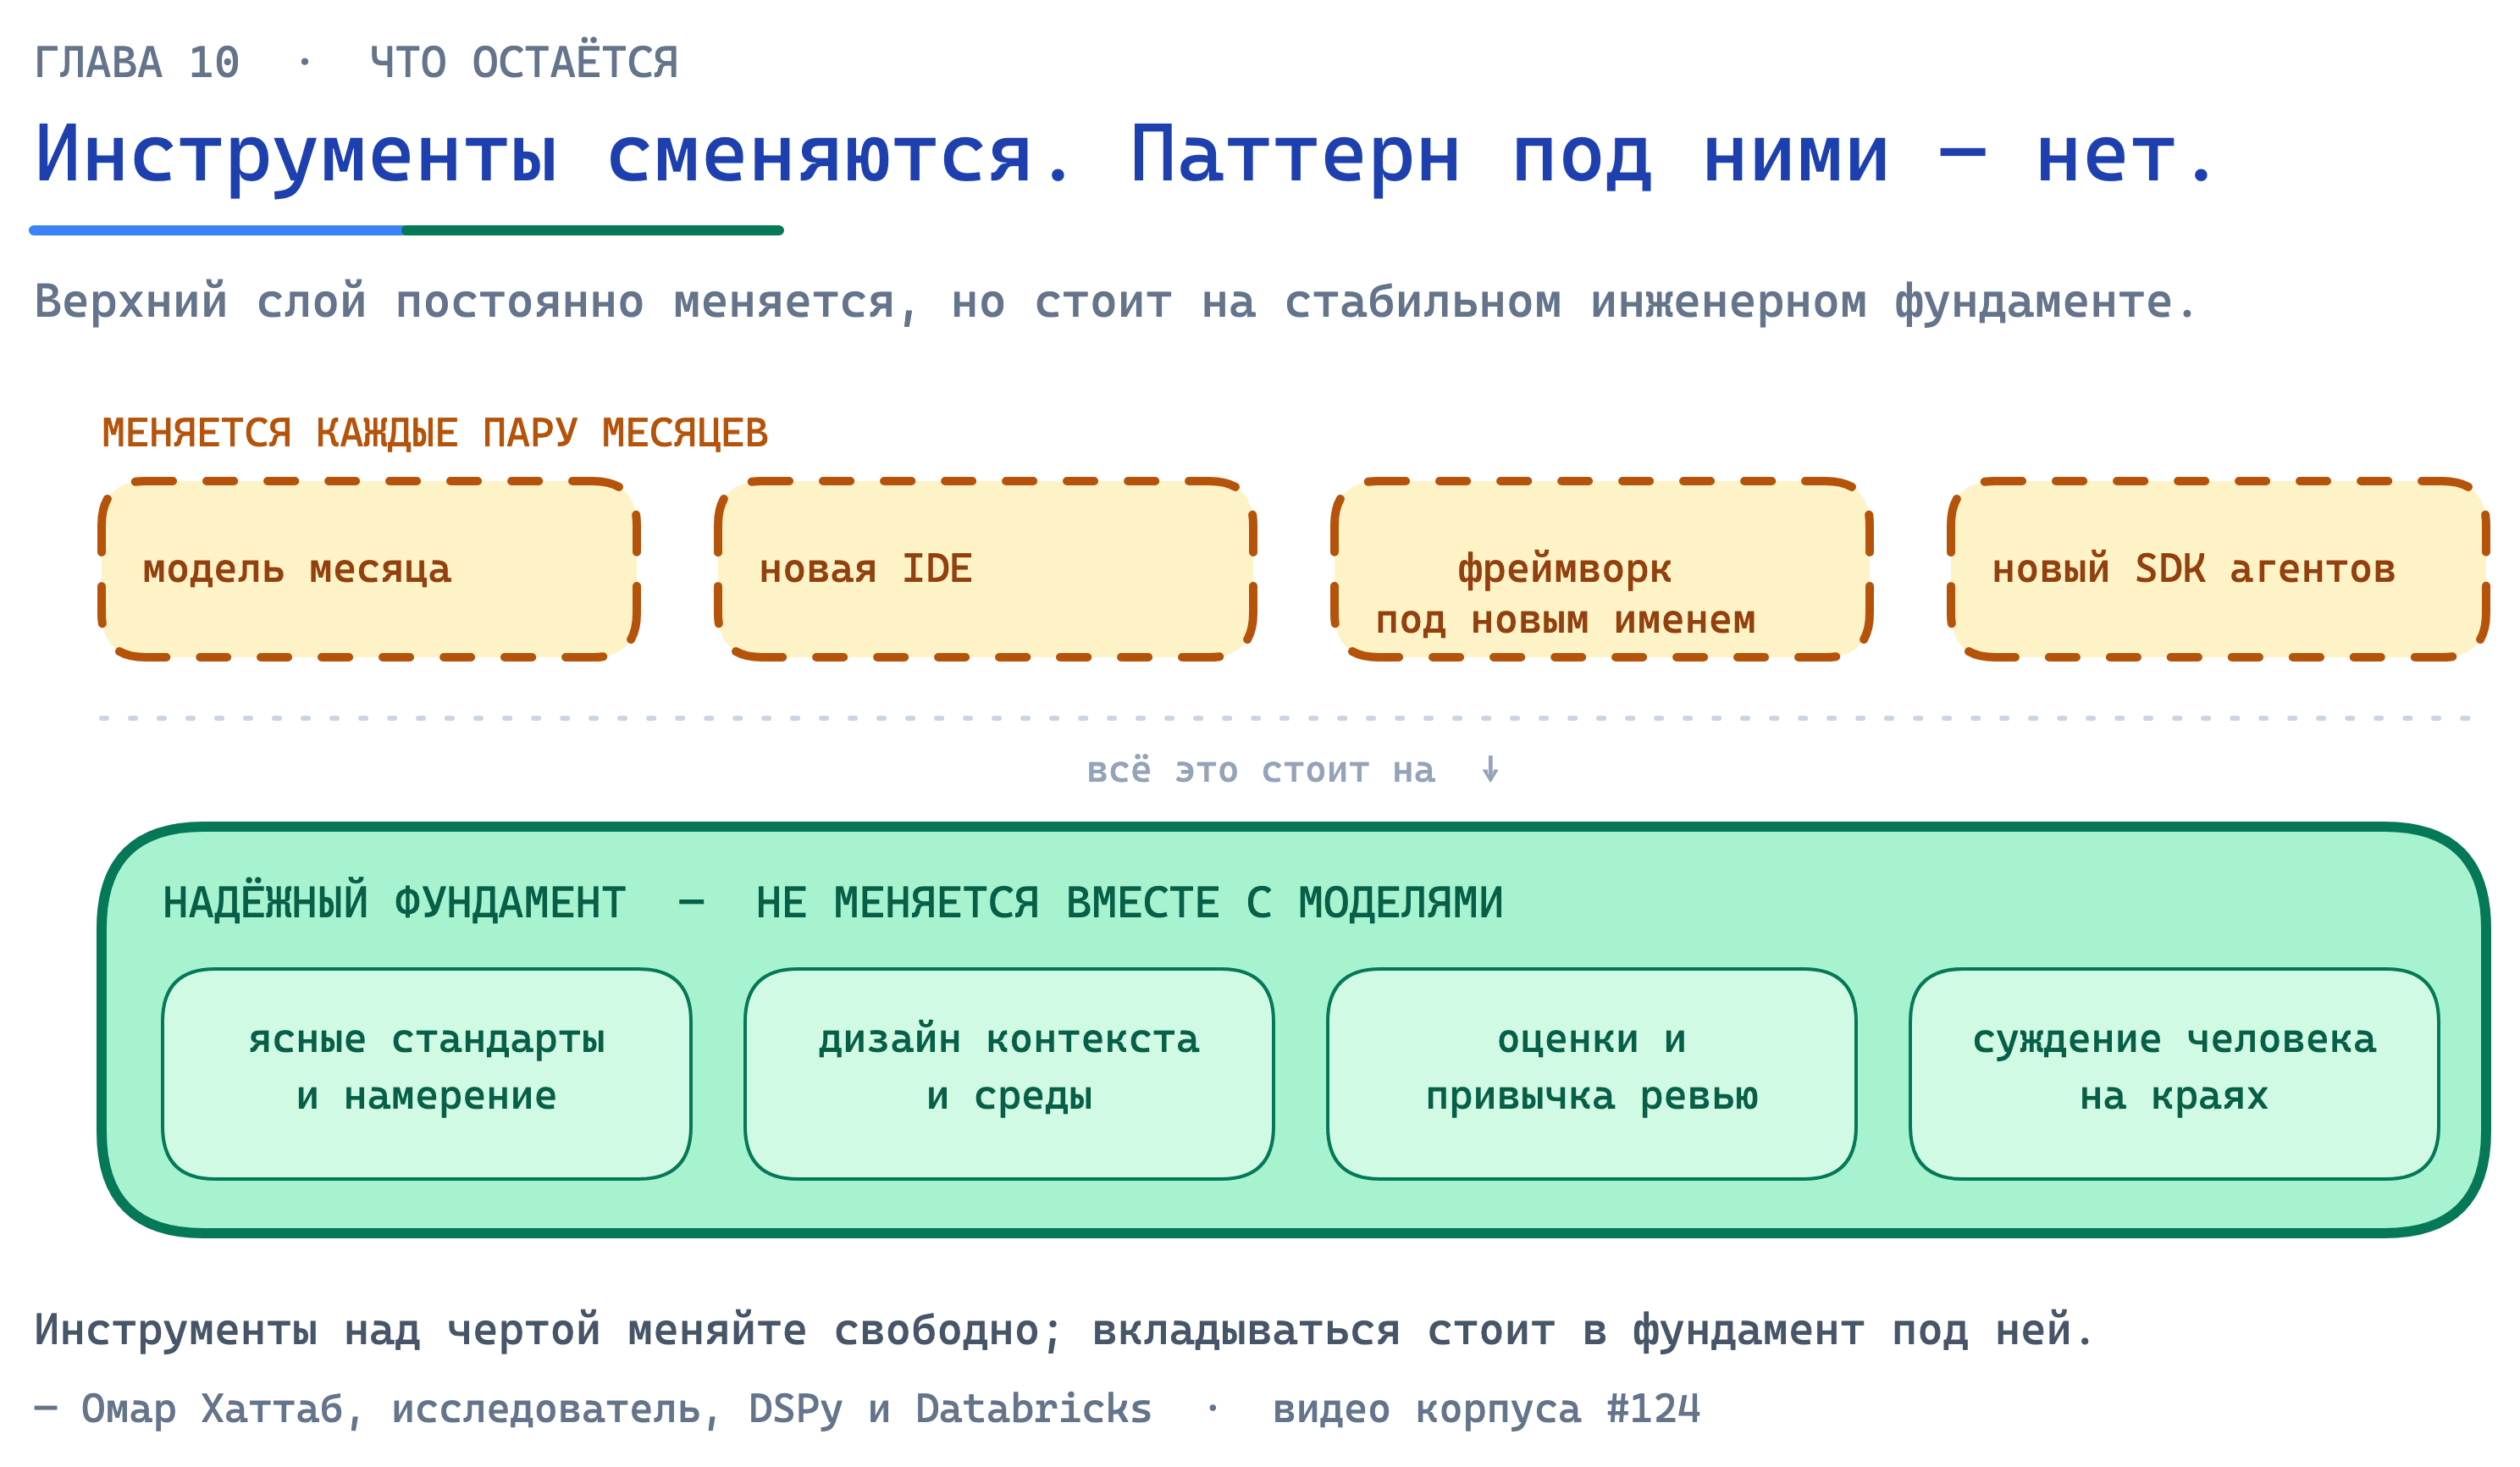 ГЛАВА 10 · ЧТО ОСТАЁТСЯ
Инструменты сменяются. Паттерн под ними — нет.
Верхний слой постоянно меняется, но стоит на стабильном инженерном фундаменте.
МЕНЯЕТСЯ КАЖДЫЕ ПАРУ МЕСЯЦЕВ
модель месяца
новая IDE
фреймворк
под новым именем
новый SDK агентов
всё это стоит на ↓
НАДЁЖНЫЙ ФУНДАМЕНТ — НЕ МЕНЯЕТСЯ ВМЕСТЕ С МОДЕЛЯМИ
ясные стандарты
и намерение
дизайн контекста
и среды
оценки и
привычка ревью
суждение человека
на краях
Инструменты над чертой меняйте свободно; вкладываться стоит в фундамент под ней.
— Омар Хаттаб, исследователь, DSPy и Databricks · видео корпуса #124